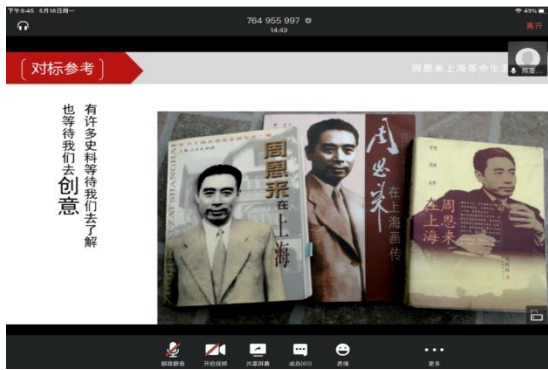 下午8:45 5月16日周一
45%
764 955 997
14:49
离开
[对标参考]
周恩来上海革命生
有许多史料等待我们去了解
也等待我们去创意
周恩来在上海
周恩来
在上海画传
周恩来
在上海
解除静音
开启视频
共享屏幕
成员(60)
表情
更多